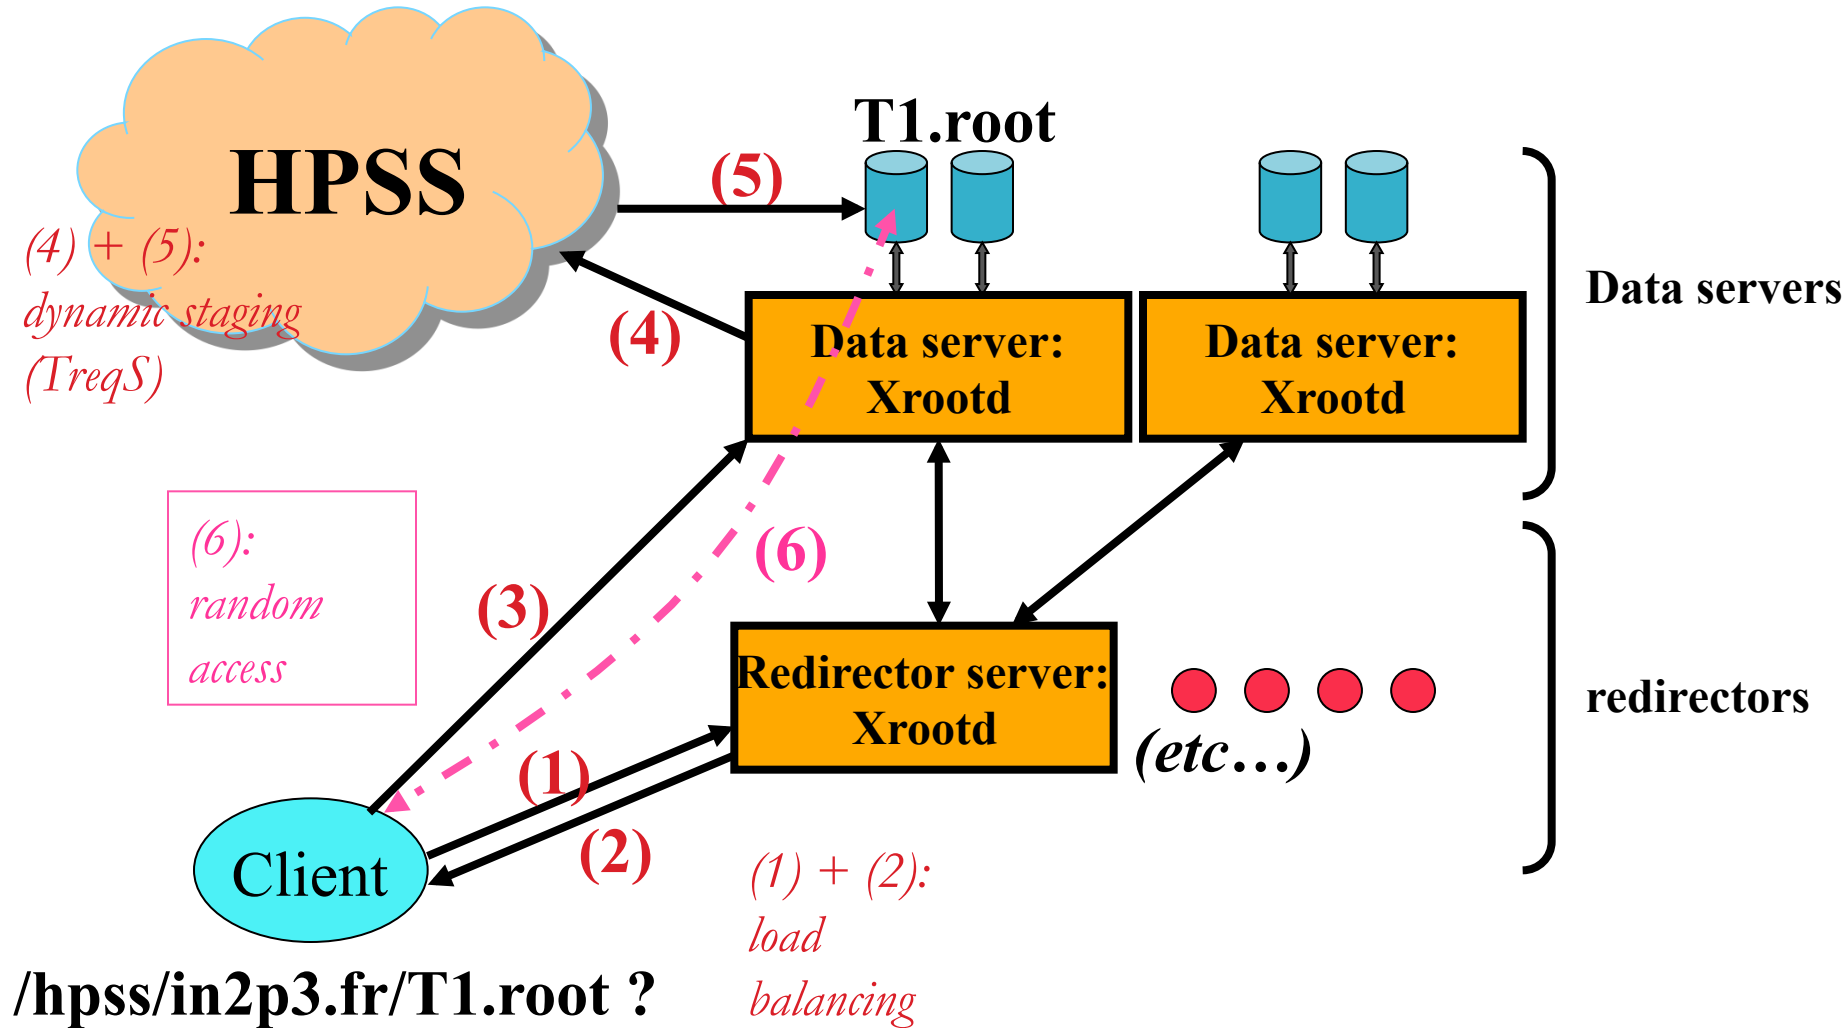 T1.root
HPSS
(5)
(4) + (5):
dynamic staging
(TreqS)
(4)
Data server:
Xrootd
Data server:
Xrootd
Data servers
(6):
random
access
(3)
(6)
Redirector server:
Xrootd
(etc…)
redirectors
(1)
(2)
Client
(1) + (2):
load
balancing
/hpss/in2p3.fr/T1.root ?